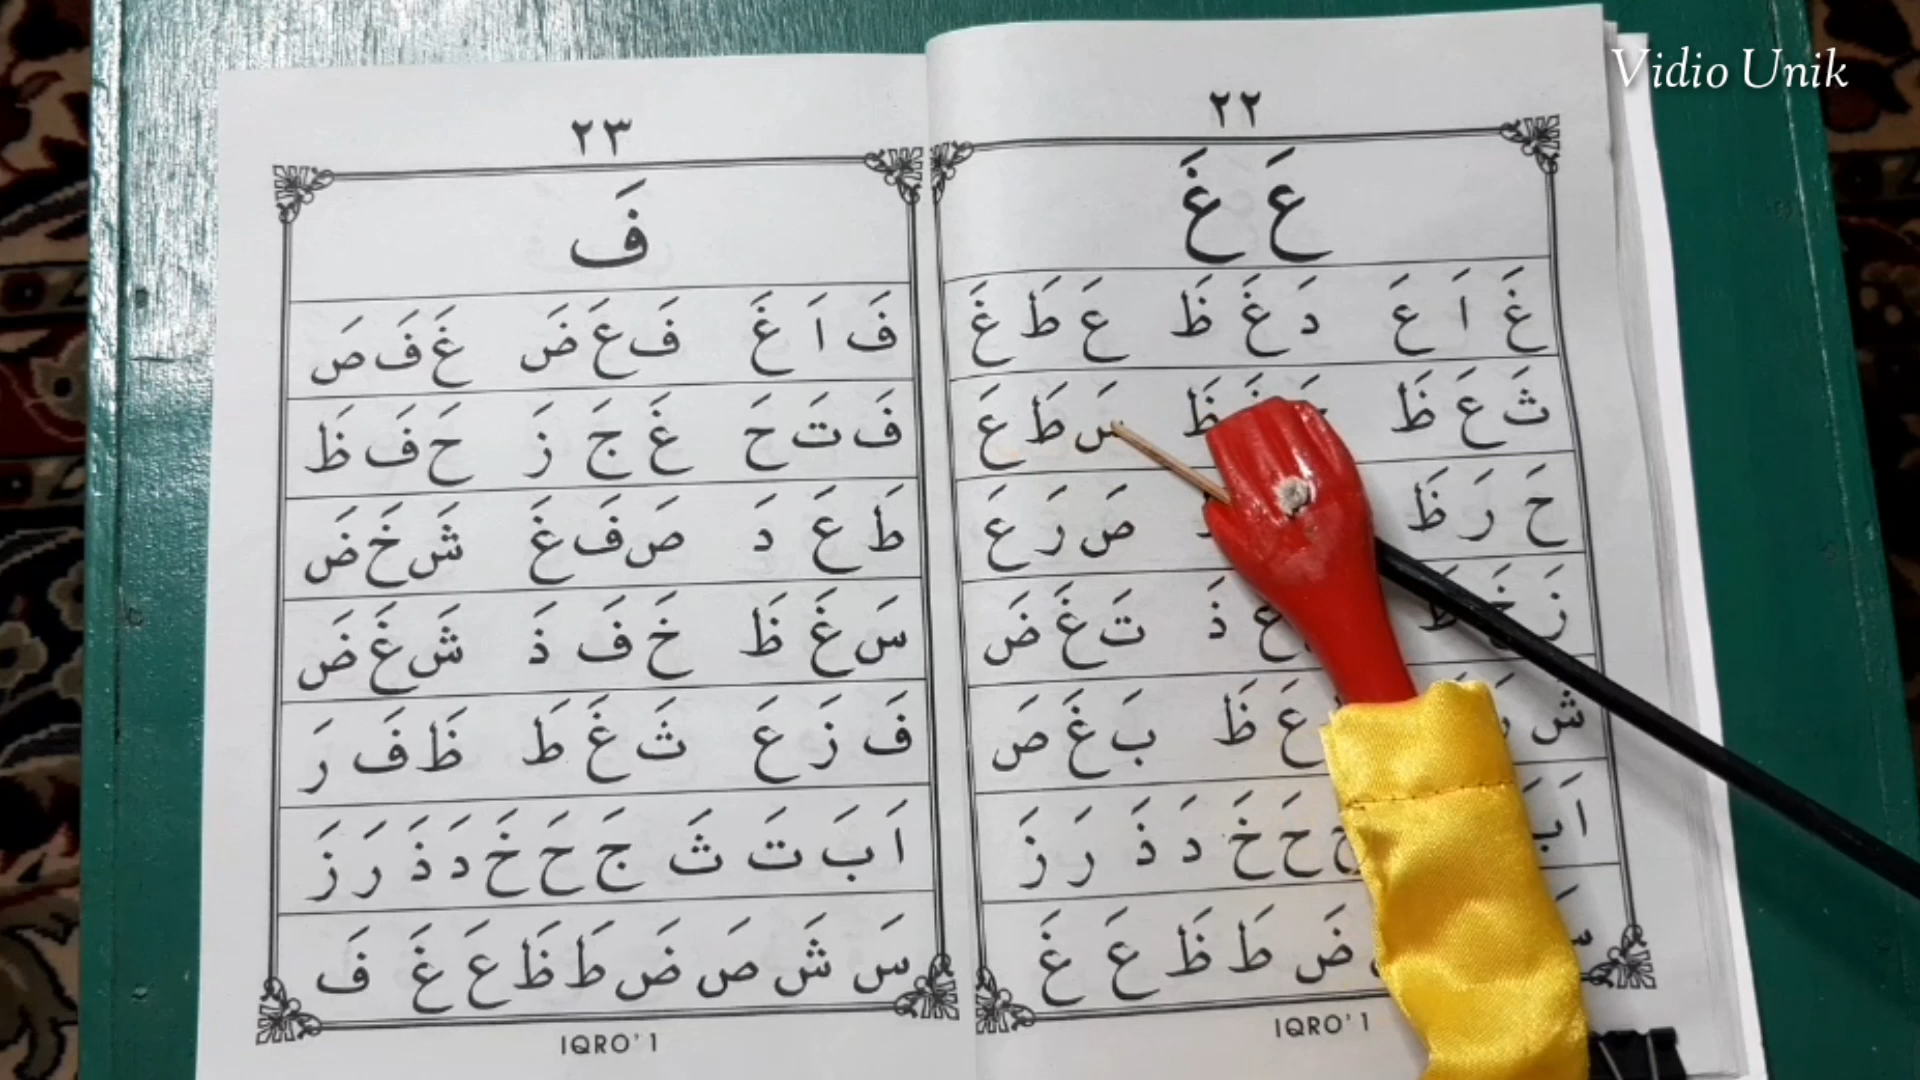 Vidio Unik
٢٢
عَ غَ
غَ اَ عَ دَ غَ ظَ عَ طَ غَ
ثَ عَ ظَ ظَ سَ طَ عَ
حَ رَ ظَ صَ رَ عَ
زَ ذَ تَ غَ ضَ
شَ عَ ظَ بَ غَ صَ
اَ بَ حَ خَ دَ ذَ رَ زَ
ضَ طَ ظَ عَ غَ
IQRO' 1
٢٣
فَ
فَ اَ غَ فَ عَ ضَ غَ فَ صَ
فَ تَ حَ غَ جَ زَ حَ فَ ظَ
طَ عَ دَ صَ فَ غَ شَ خَ ضَ
سَ غَ ظَ خَ فَ ذَ شَ غَ ضَ
فَ زَ عَ ثَ غَ طَ ظَ فَ رَ
اَ بَ تَ ثَ جَ حَ خَ دَ ذَ رَ زَ
سَ شَ صَ ضَ طَ ظَ عَ غَ فَ
IQRO' 1